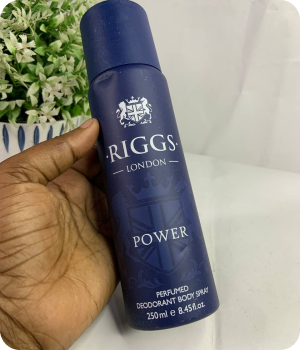 ·RIGGS·
LONDON
POWER
PERFUMED
DEODORANT BODY SPRAY
250ml e 8.45fl.oz.